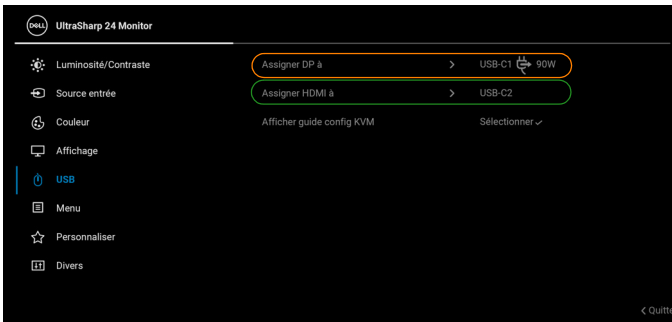 DELL UltraSharp 24 Monitor
Luminosité/Contraste
Assigner DP à > USB-C1 90W
Source entrée
Assigner HDMI à > USB-C2
Couleur
Afficher guide config KVM Sélectionner ✓
Affichage
USB
Menu
Personnaliser
Divers
< Quitte